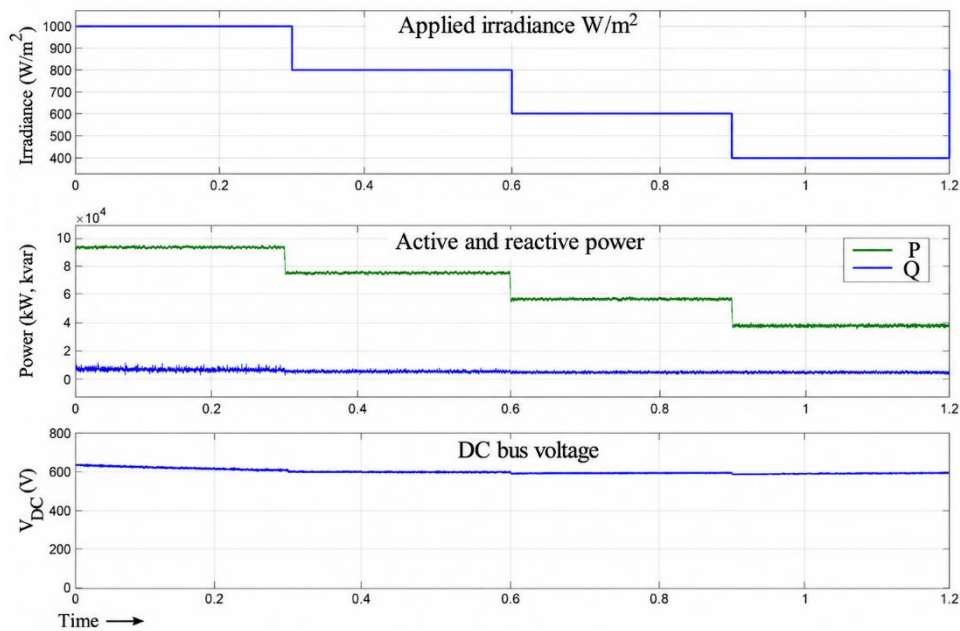 Applied irradiance W/m²
Irradiance (W/m²)
1000
900
800
700
600
500
400
0 0.2 0.4 0.6 0.8 1 1.2
×10⁴
Active and reactive power
Power (kW, kvar)
10
8
6
4
2
0
P
Q
0 0.2 0.4 0.6 0.8 1 1.2
DC bus voltage
V_DC (V)
800
600
400
200
0
0 0.2 0.4 0.6 0.8 1 1.2
Time →